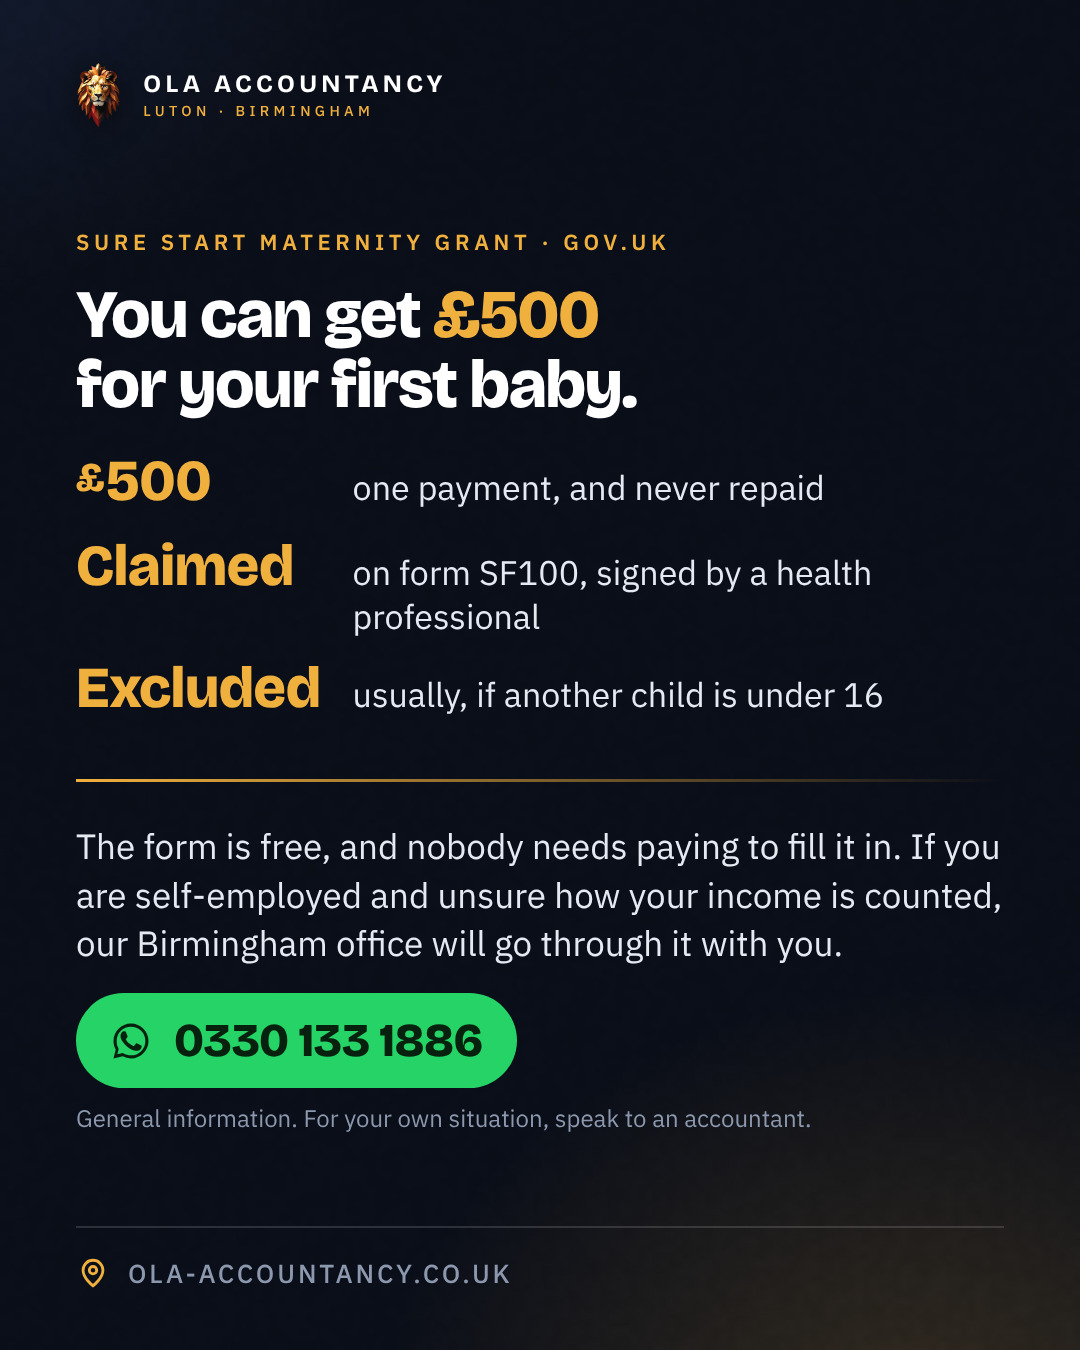 OLA ACCOUNTANCY
LUTON · BIRMINGHAM
SURE START MATERNITY GRANT · GOV.UK
You can get £500
for your first baby.
£500 one payment, and never repaid
Claimed on form SF100, signed by a health
professional
Excluded usually, if another child is under 16
The form is free, and nobody needs paying to fill it in. If you
are self-employed and unsure how your income is counted,
our Birmingham office will go through it with you.
0330 133 1886
General information. For your own situation, speak to an accountant.
OLA-ACCOUNTANCY.CO.UK